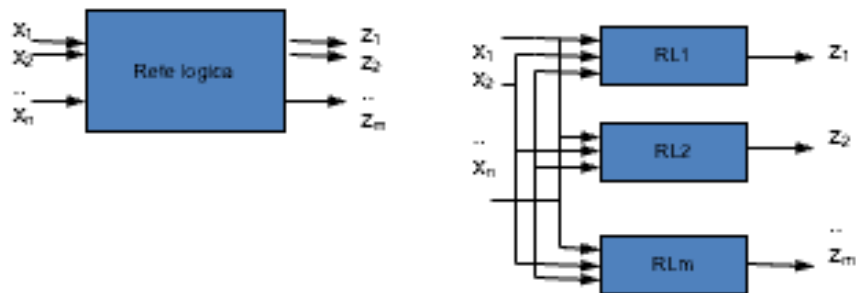 x₁
x₂
..
xₙ
Rete logica
z₁
z₂
..
zₘ
x₁
x₂
..
xₙ
RL1
z₁
RL2
z₂
RLm
..
zₘ